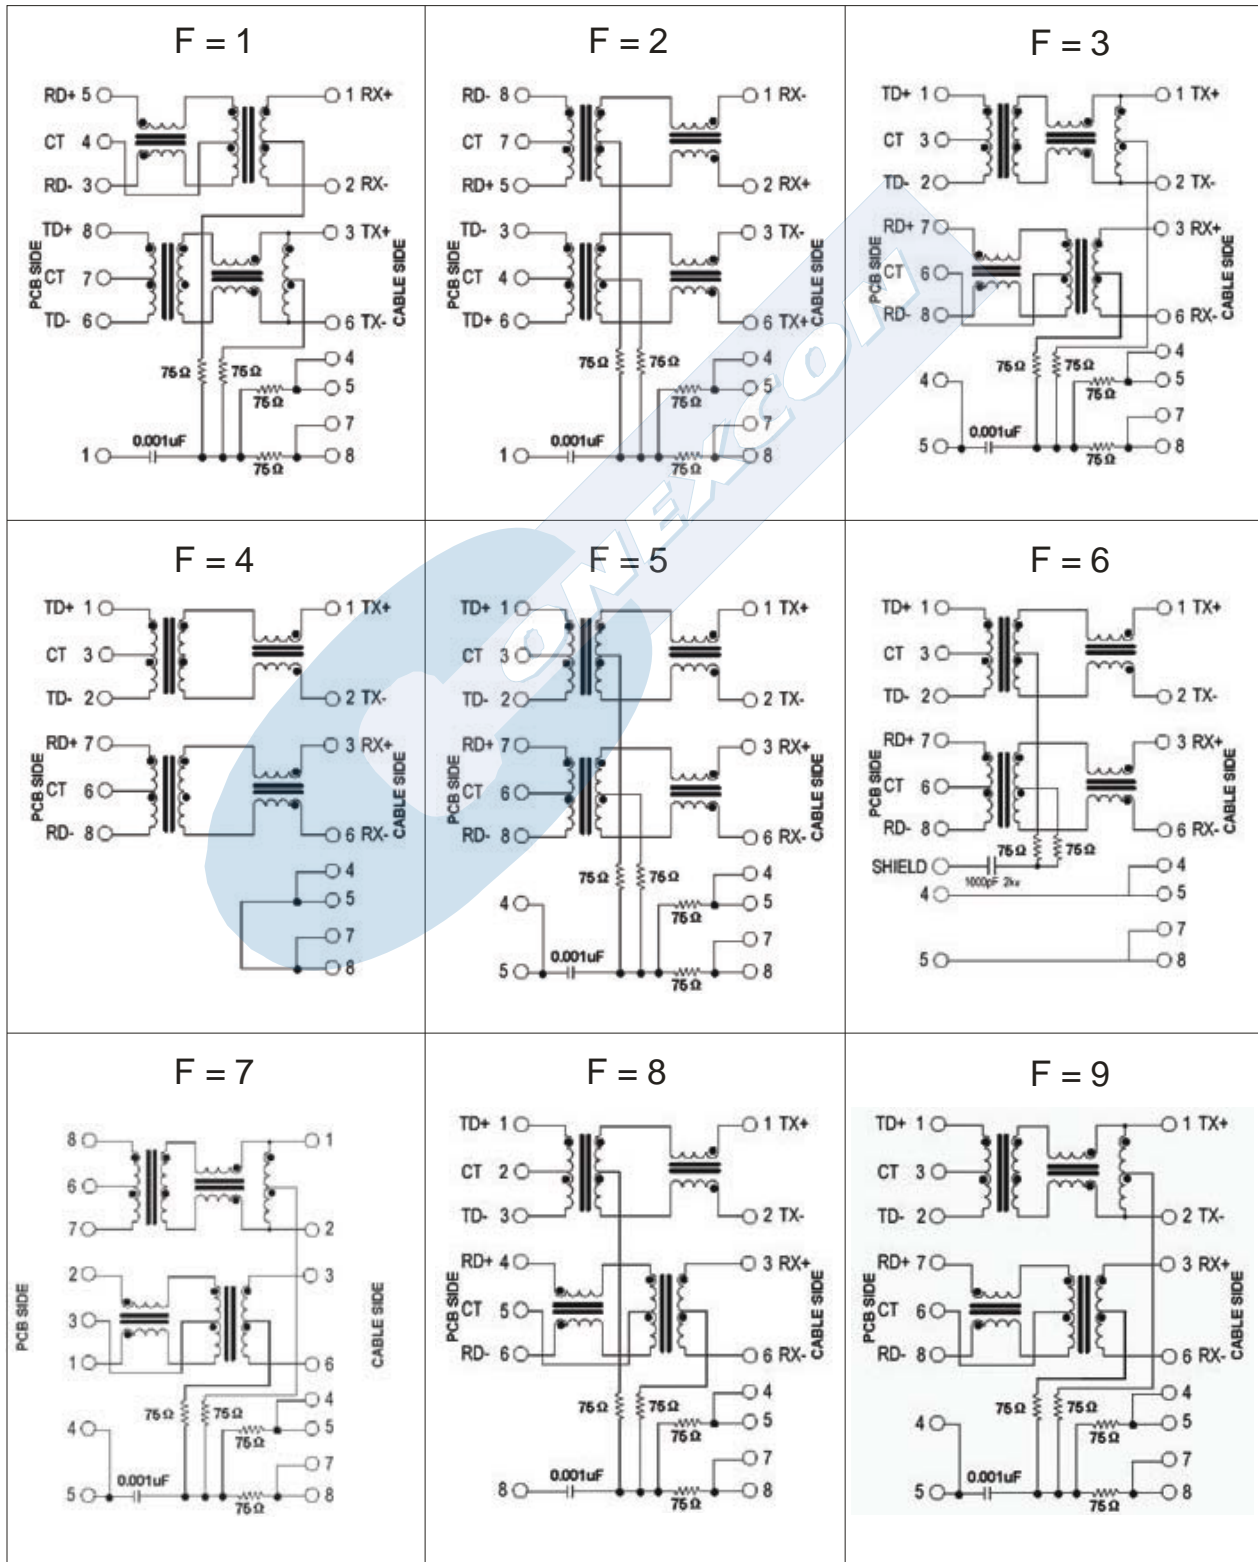 F = 1
RD+ 5
1 RX+
CT 4
RD- 3
2 RX-
TD+ 8
3 TX+
PCB SIDE
CT 7
CABLE SIDE
TD- 6
6 TX-
75Ω
75Ω
4
5
75Ω
7
0.001uF
1
75Ω
8
F = 2
RD- 8
1 RX-
CT 7
RD+ 5
2 RX+
TD- 3
3 TX-
PCB SIDE
CT 4
CABLE SIDE
TD+ 6
6 TX+
75Ω
75Ω
4
5
75Ω
7
0.001uF
1
75Ω
8
F = 3
TD+ 1
1 TX+
CT 3
TD- 2
2 TX-
RD+ 7
3 RX+
PCB SIDE
CT 6
CABLE SIDE
RD- 8
6 RX-
75Ω
75Ω
4
4
5
75Ω
7
0.001uF
5
75Ω
8
F = 4
TD+ 1
1 TX+
CT 3
TD- 2
2 TX-
RD+ 7
3 RX+
PCB SIDE
CT 6
CABLE SIDE
RD- 8
6 RX-
4
5
7
8
F = 5
TD+ 1
1 TX+
CT 3
TD- 2
2 TX-
RD+ 7
3 RX+
PCB SIDE
CT 6
CABLE SIDE
RD- 8
6 RX-
75Ω
75Ω
4
4
5
75Ω
7
0.001uF
5
75Ω
8
F = 6
TD+ 1
1 TX+
CT 3
TD- 2
2 TX-
RD+ 7
3 RX+
PCB SIDE
CT 6
CABLE SIDE
RD- 8
6 RX-
75Ω
75Ω
SHIELD
1000pF 2kv
4
4
5
7
5
8
F = 7
8
1
6
7
2
2
3
PCB SIDE
3
CABLE SIDE
1
6
75Ω
75Ω
4
4
5
75Ω
7
0.001uF
5
75Ω
8
F = 8
TD+ 1
1 TX+
CT 2
TD- 3
2 TX-
RD+ 4
3 RX+
PCB SIDE
CT 5
CABLE SIDE
RD- 6
6 RX-
75Ω
75Ω
4
5
75Ω
7
0.001uF
8
75Ω
8
F = 9
TD+ 1
1 TX+
CT 3
TD- 2
2 TX-
RD+ 7
3 RX+
PCB SIDE
CT 6
CABLE SIDE
RD- 8
6 RX-
75Ω
75Ω
4
4
5
75Ω
7
0.001uF
5
75Ω
8
CONEXCON